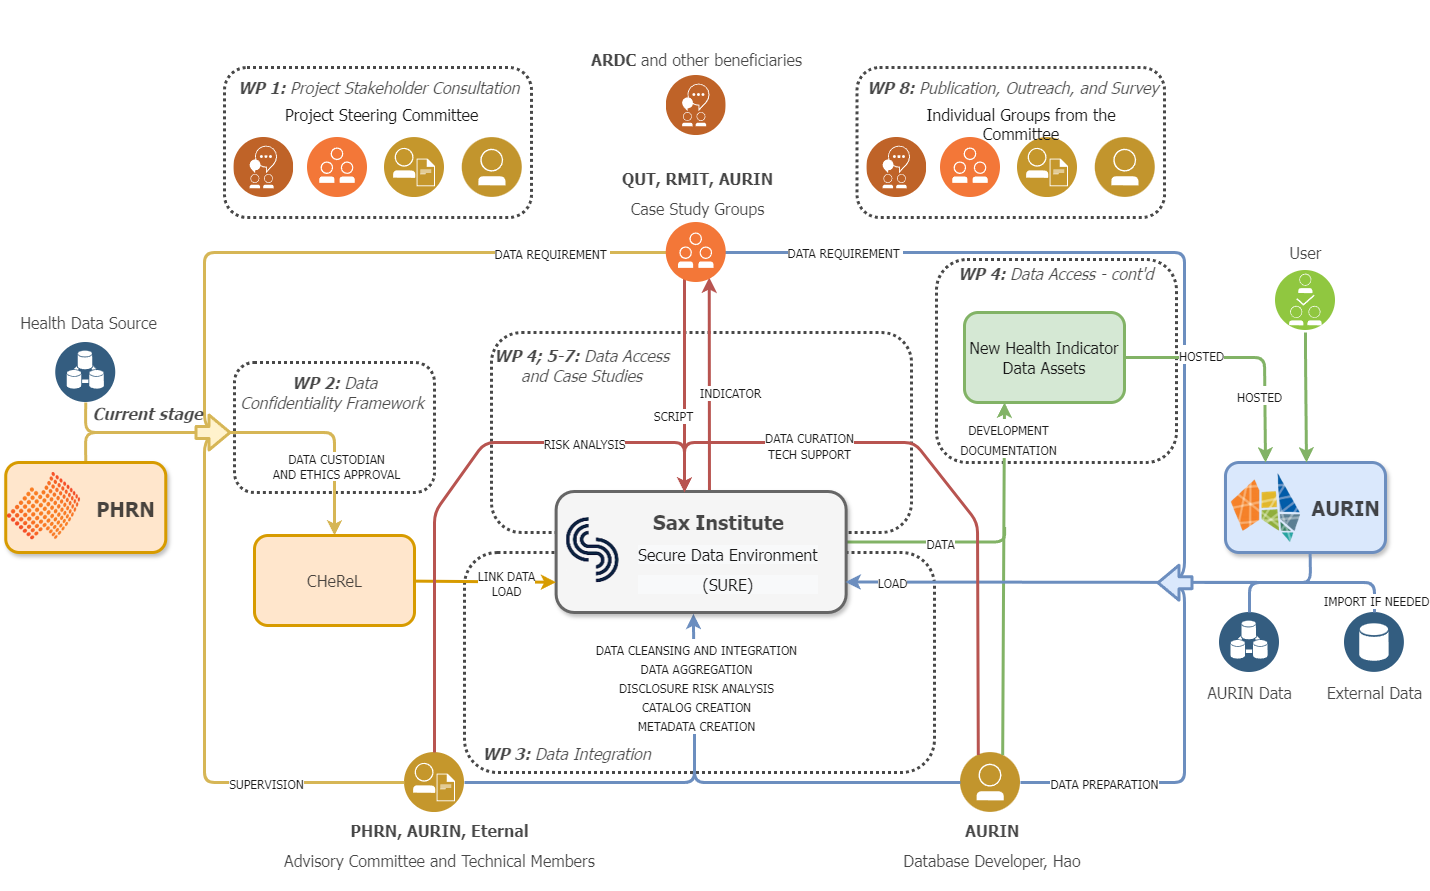 ARDC and other beneficiaries
WP 1: Project Stakeholder Consultation
Project Steering Committee
WP 8: Publication, Outreach, and Survey
Individual Groups from the
Committee
QUT, RMIT, AURIN
Case Study Groups
DATA REQUIREMENT
DATA REQUIREMENT
User
WP 4: Data Access - cont'd
Health Data Source
New Health Indicator
Data Assets
HOSTED
HOSTED
WP 4; 5-7: Data Access
and Case Studies
WP 2: Data
Confidentiality Framework
Current stage
INDICATOR
SCRIPT
RISK ANALYSIS
DATA CURATION
TECH SUPPORT
DEVELOPMENT
DOCUMENTATION
DATA CUSTODIAN
AND ETHICS APPROVAL
PHRN
AURIN
Sax Institute
Secure Data Environment
(SURE)
DATA
CHeReL
LINK DATA
LOAD
LOAD
IMPORT IF NEEDED
DATA CLEANSING AND INTEGRATION
DATA AGGREGATION
DISCLOSURE RISK ANALYSIS
CATALOG CREATION
METADATA CREATION
AURIN Data
External Data
WP 3: Data Integration
SUPERVISION
DATA PREPARATION
PHRN, AURIN, Eternal
Advisory Committee and Technical Members
AURIN
Database Developer, Hao